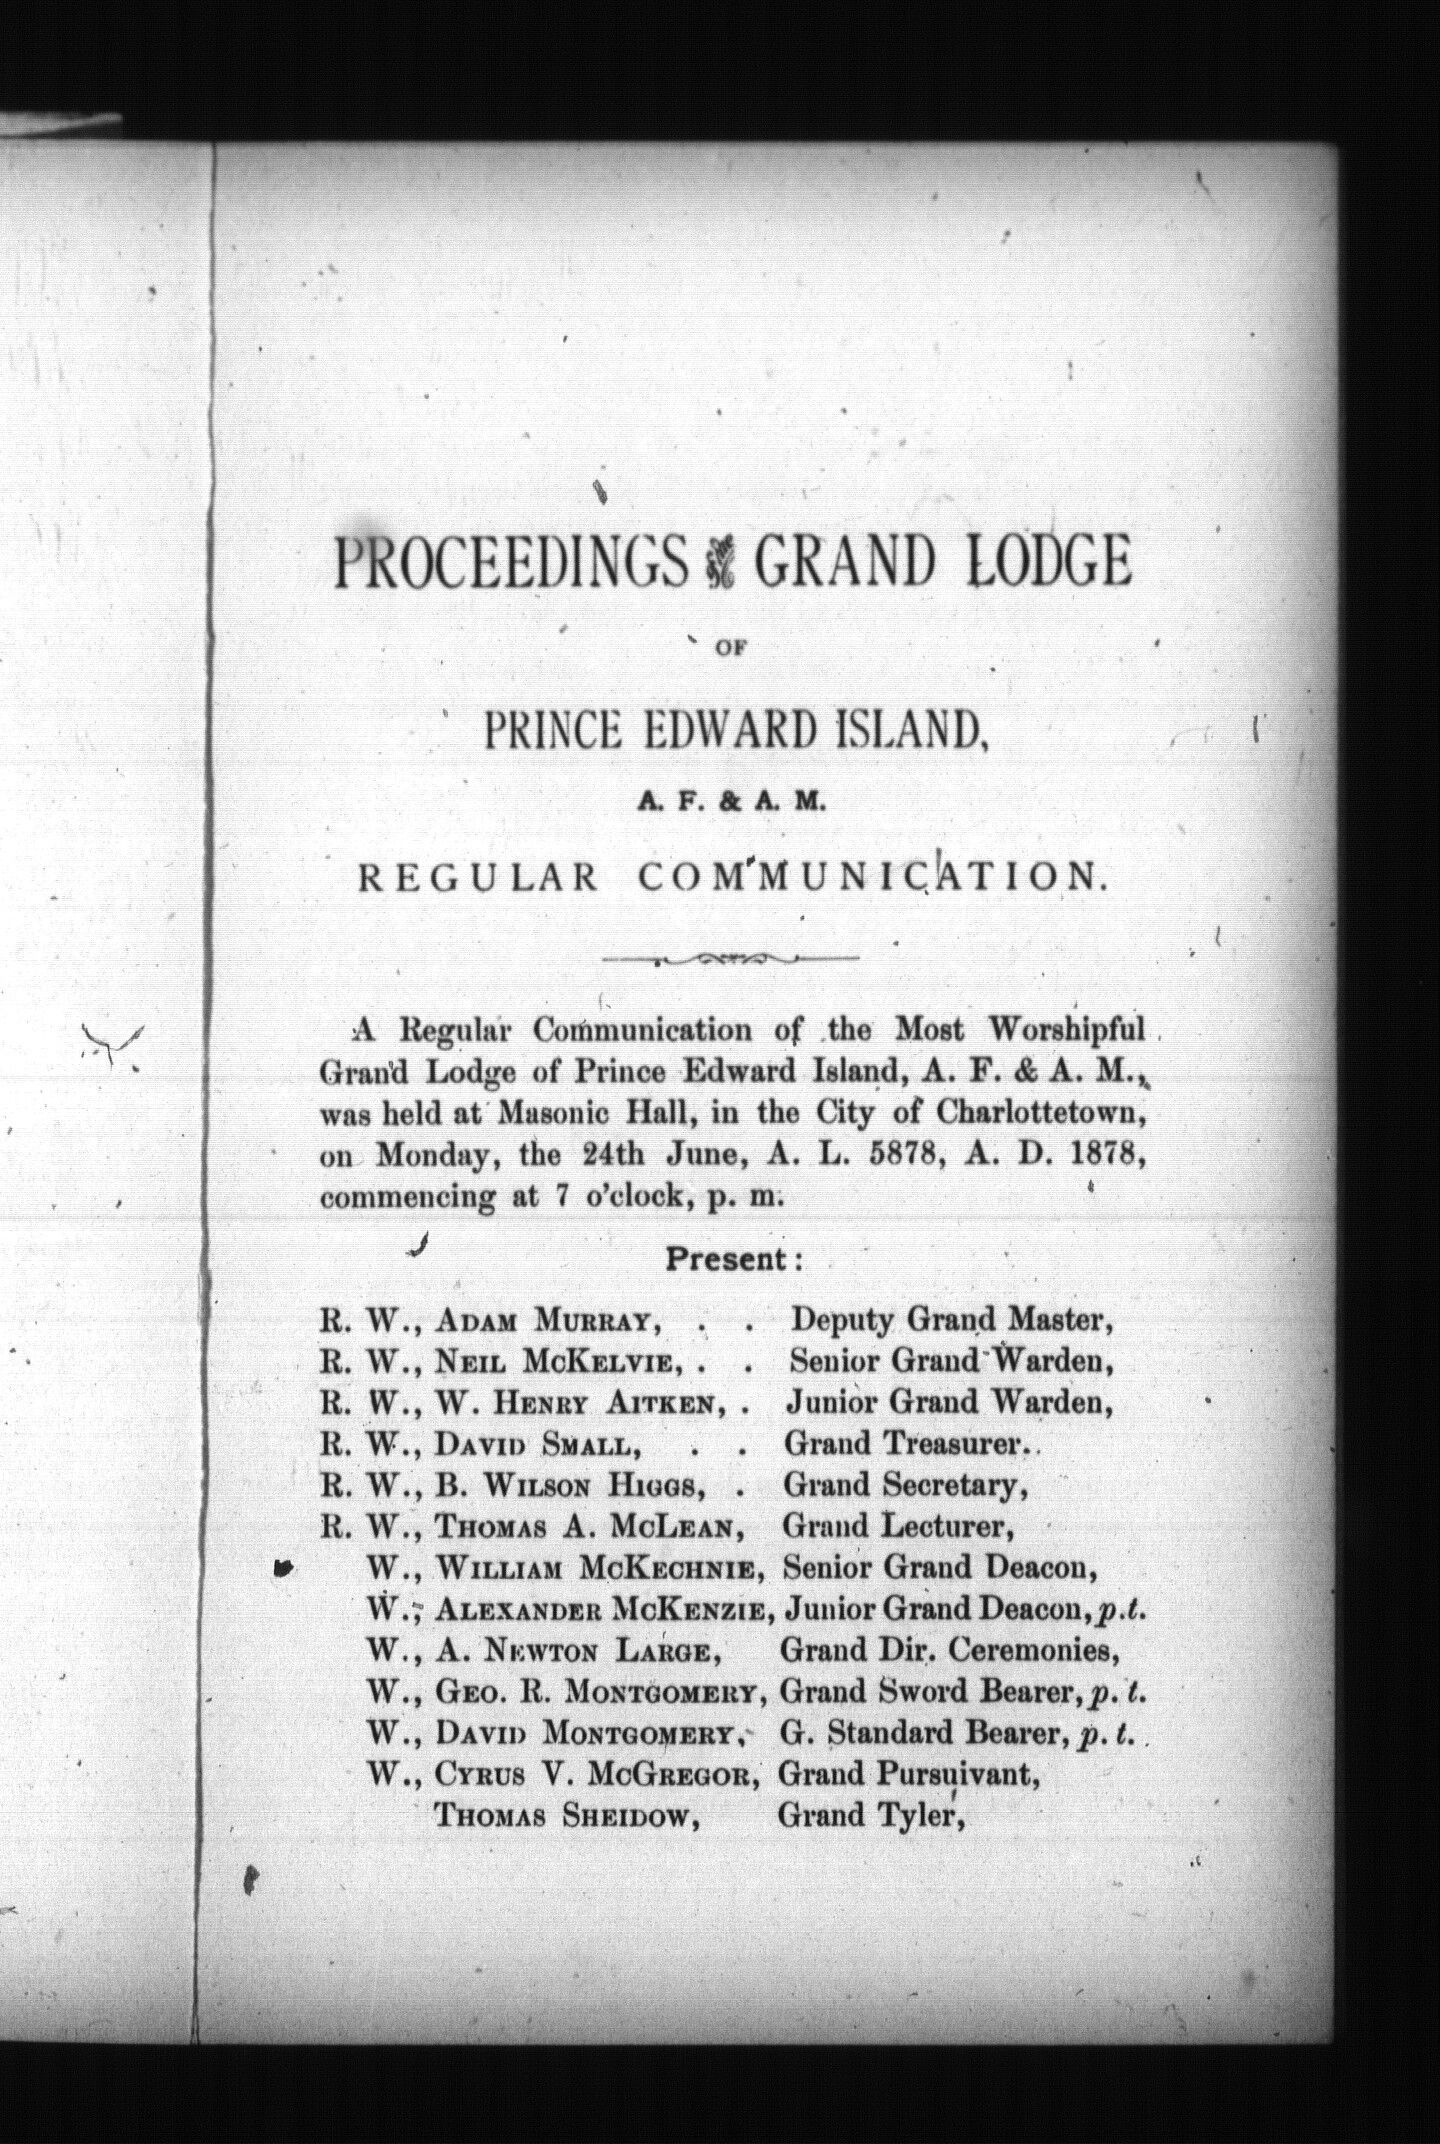 PROCEEDINGS of the GRAND LODGE
OF
PRINCE EDWARD ISLAND,
A. F. & A. M.
REGULAR COMMUNICATION.
A Regular Communication of the Most Worshipful
Grand Lodge of Prince Edward Island, A. F. & A. M.,
was held at Masonic Hall, in the City of Charlottetown,
on Monday, the 24th June, A. L. 5878, A. D. 1878,
commencing at 7 o'clock, p. m.
Present:
R. W., ADAM MURRAY, . . Deputy Grand Master,
R. W., NEIL MCKELVIE, . . Senior Grand Warden,
R. W., W. HENRY AITKEN, . Junior Grand Warden,
R. W., DAVID SMALL, . . Grand Treasurer.
R. W., B. WILSON HIGGS, . Grand Secretary,
R. W., THOMAS A. MCLEAN, Grand Lecturer,
W., WILLIAM MCKECHNIE, Senior Grand Deacon,
W., ALEXANDER MCKENZIE, Junior Grand Deacon, p.t.
W., A. NEWTON LARGE, Grand Dir. Ceremonies,
W., GEO. R. MONTGOMERY, Grand Sword Bearer, p. t.
W., DAVID MONTGOMERY, G. Standard Bearer, p. t.
W., CYRUS V. MCGREGOR, Grand Pursuivant,
THOMAS SHEIDOW, Grand Tyler,